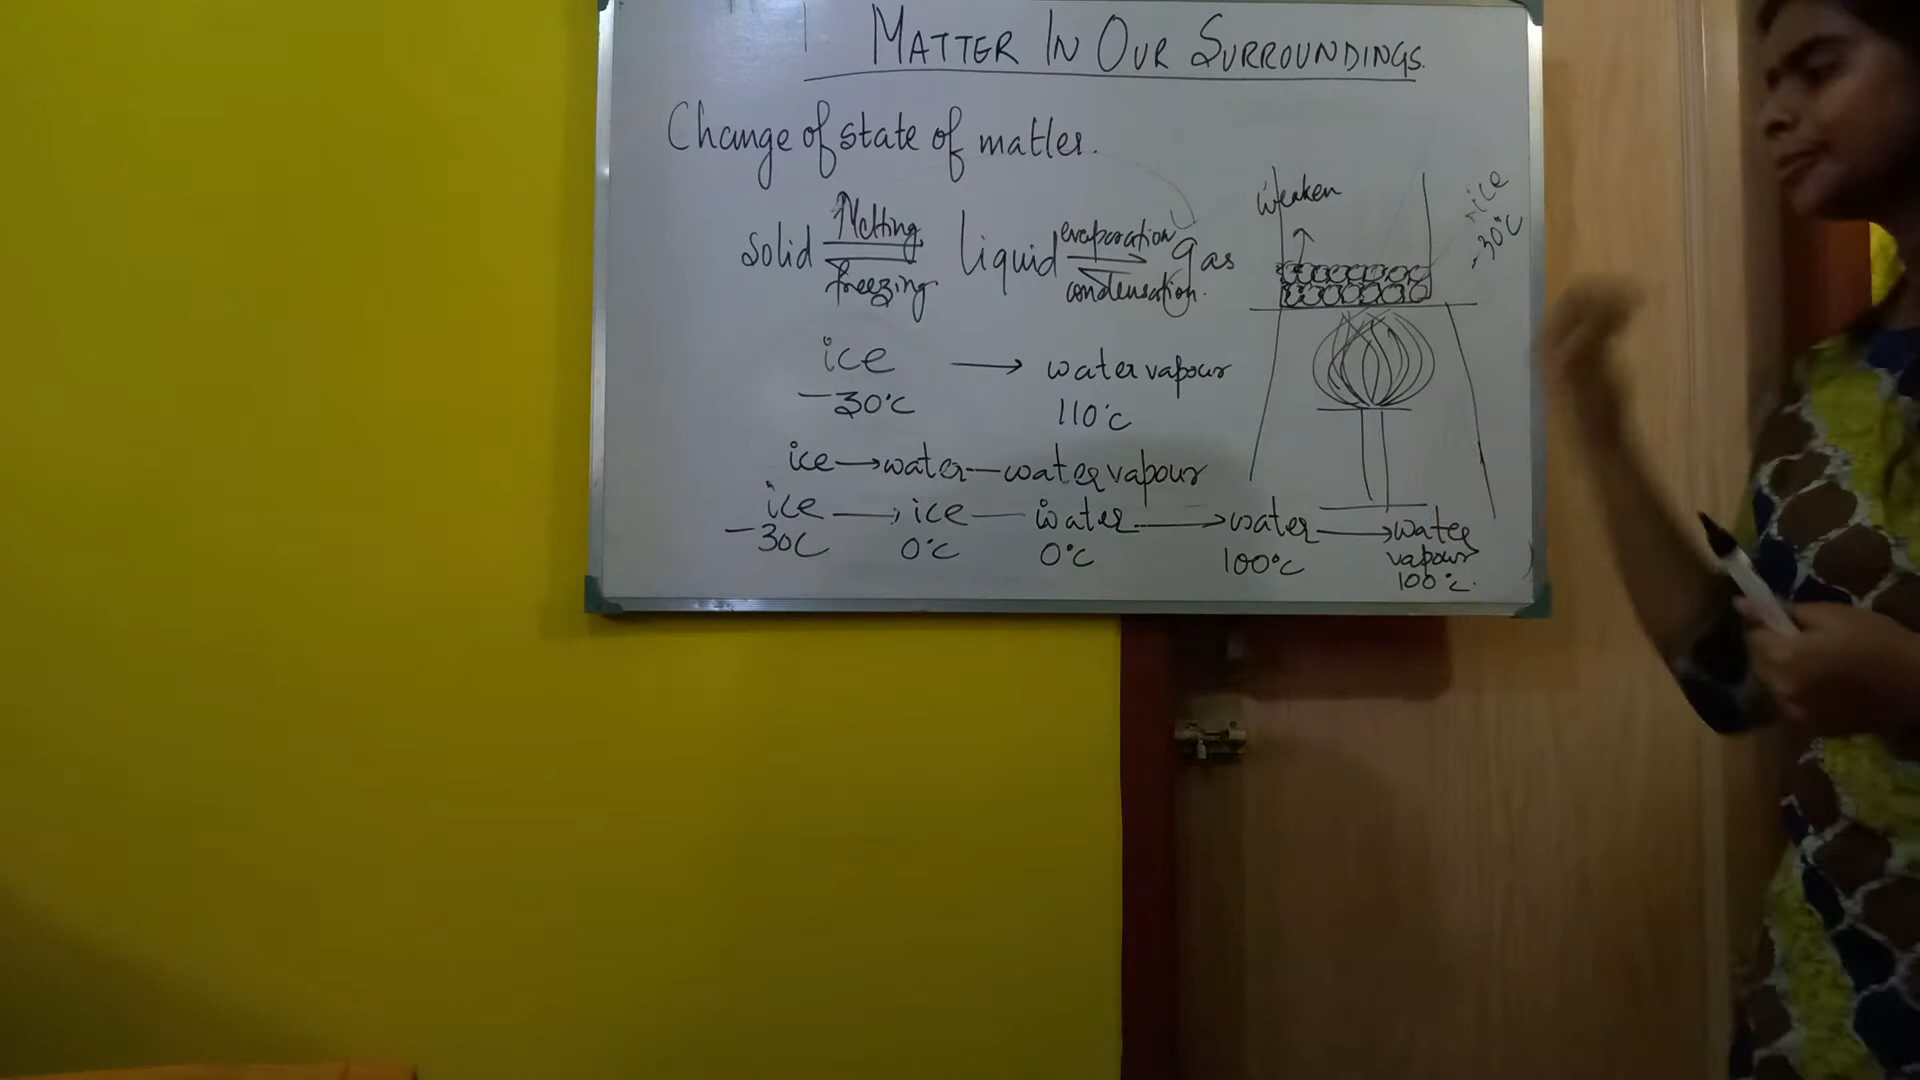 1 MATTER IN OUR SURROUNDINGS.
Change of state of matter.
Weaken
ice
-30°C
Melting
evaporation
solid liquid gas
freezing
condensation.
ice → water vapour
-30°C 110°C
ice → water — water vapour
ice → ice — water → water → water vapour
-30C 0°C 0°C 100°C 100°C.